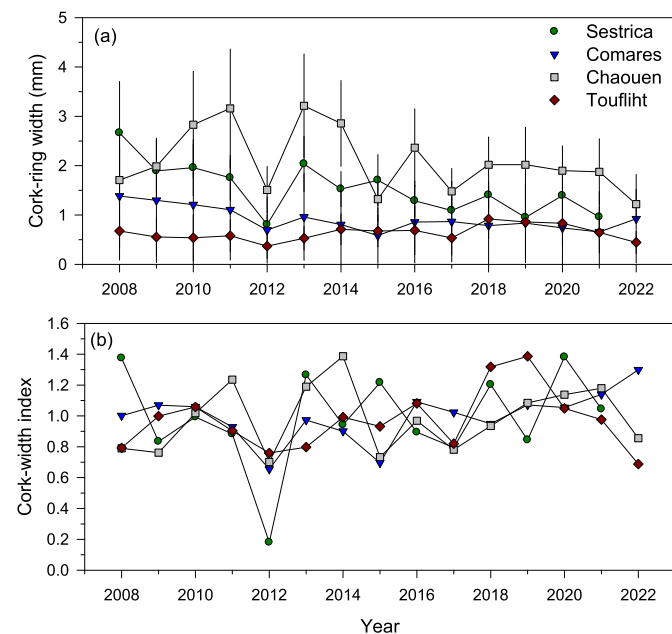 (a)
Sestrica
Comares
Chaouen
Toufliht
Cork-ring width (mm)
5
4
3
2
1
0
2008 2010 2012 2014 2016 2018 2020 2022
(b)
Cork-width index
1.6
1.4
1.2
1.0
0.8
0.6
0.4
0.2
0.0
2008 2010 2012 2014 2016 2018 2020 2022
Year